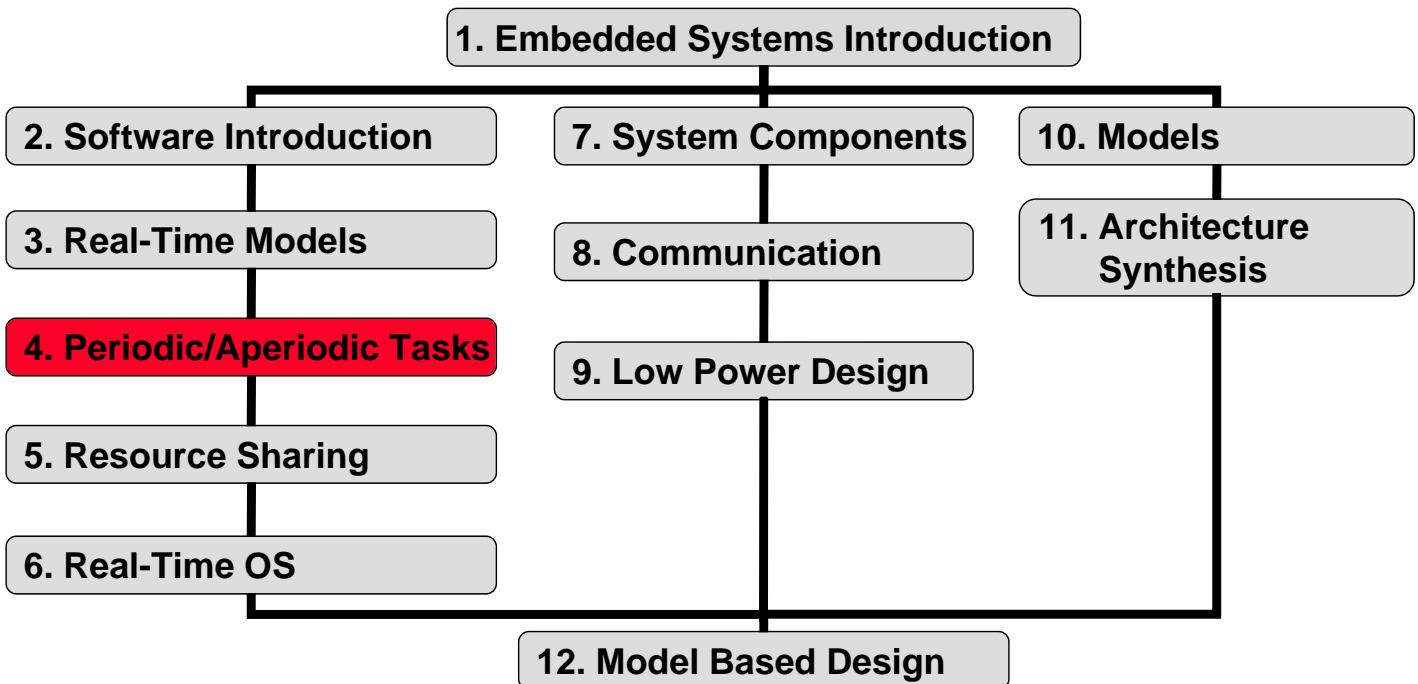 1. Embedded Systems Introduction
2. Software Introduction
3. Real-Time Models
4. Periodic/Aperiodic Tasks
5. Resource Sharing
6. Real-Time OS
7. System Components
8. Communication
9. Low Power Design
10. Models
11. Architecture
Synthesis
12. Model Based Design